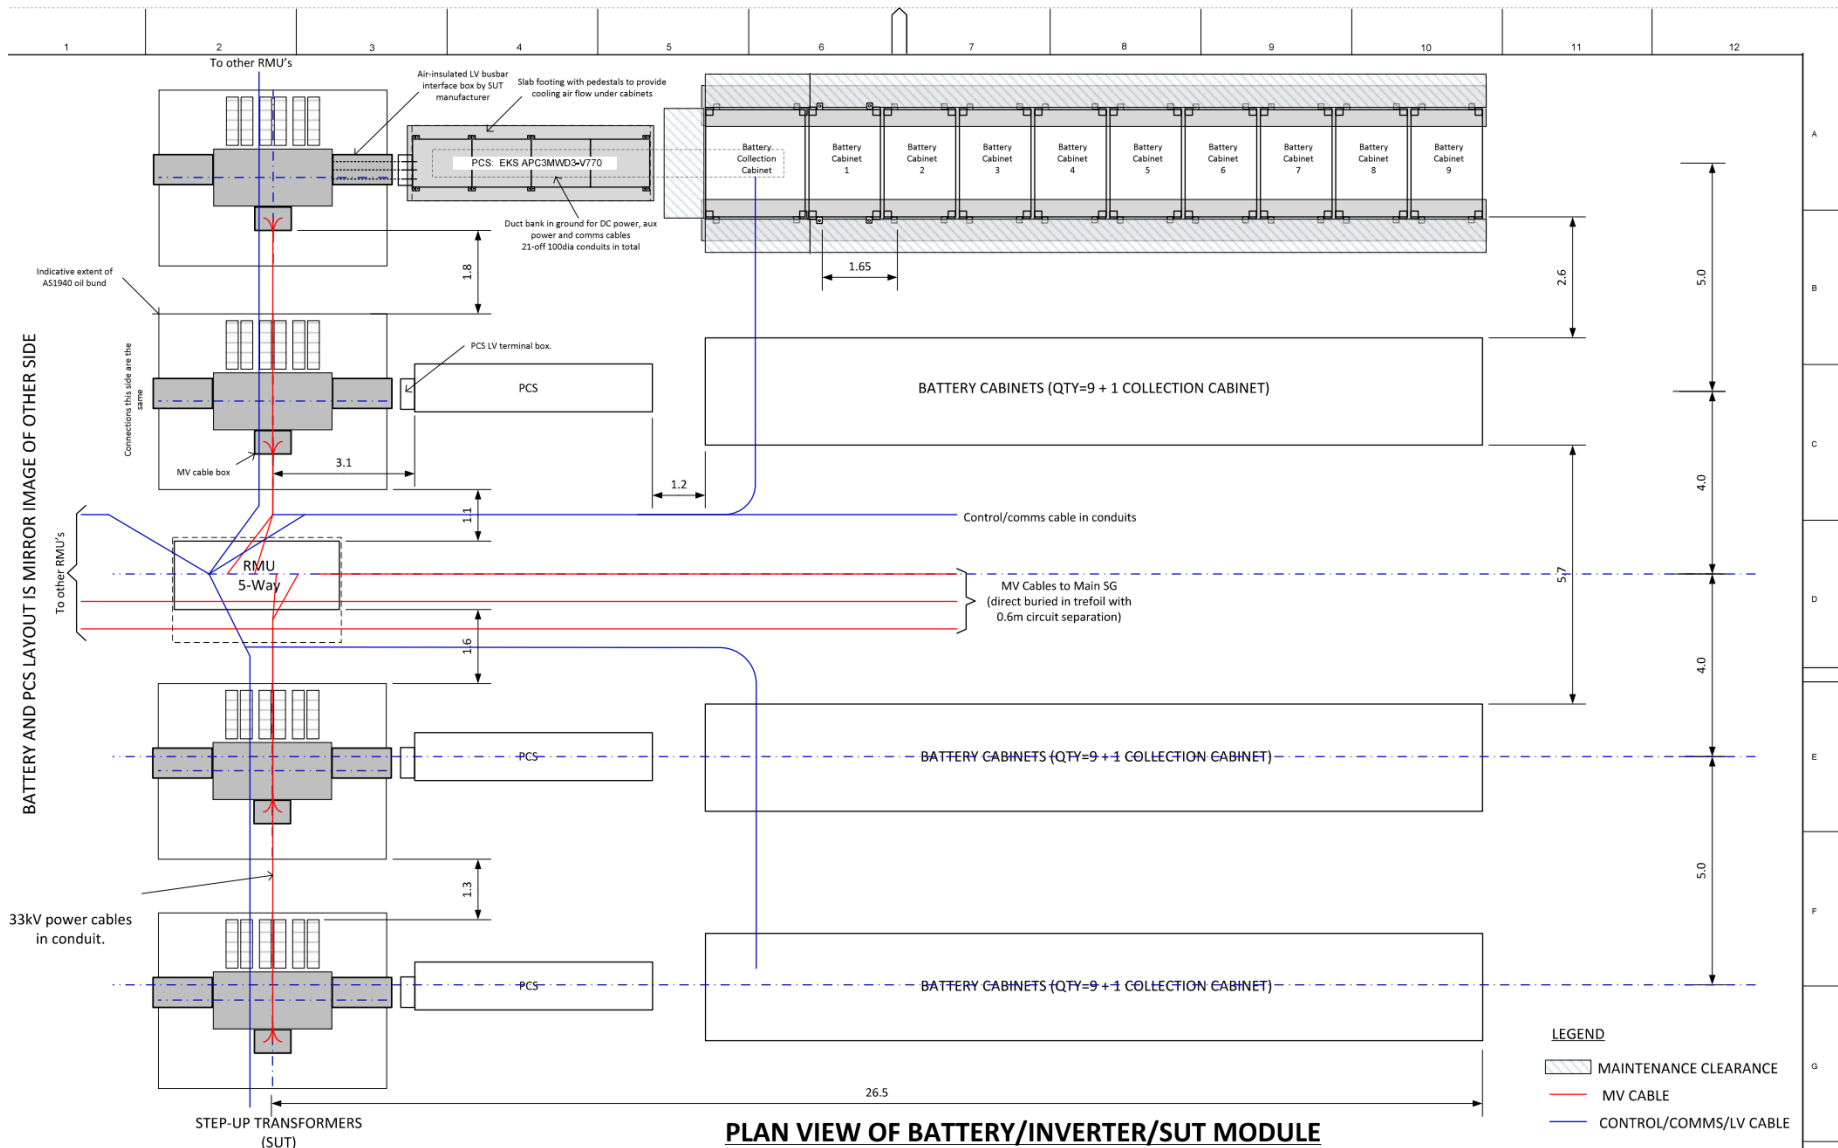 1 2 3 4 5 6 7 8 9 10 11 12
To other RMU's
Air-insulated LV busbar
interface box by SUT
manufacturer
Slab footing with pedestals to provide
cooling air flow under cabinets
A
PCS: EKS APC3MWD3-V770
Battery
Collection
Cabinet
Battery
Cabinet
1
Battery
Cabinet
2
Battery
Cabinet
3
Battery
Cabinet
4
Battery
Cabinet
5
Battery
Cabinet
6
Battery
Cabinet
7
Battery
Cabinet
8
Battery
Cabinet
9
Duct bank in ground for DC power, aux
power and comms cables
21-off 100dia conduits in total
Indicative extent of
AS1940 oil bund
1.8
1.65
2.6
5.0
B
BATTERY AND PCS LAYOUT IS MIRROR IMAGE OF OTHER SIDE
Connections this side are the
same
PCS LV terminal box.
PCS
BATTERY CABINETS (QTY=9 + 1 COLLECTION CABINET)
C
MV cable box
3.1
1.2
4.0
1.1
Control/comms cable in conduits
To other RMU's
RMU
5-Way
5.7
MV Cables to Main SG
(direct buried in trefoil with
0.6m circuit separation)
D
1.6
4.0
PCS
BATTERY CABINETS (QTY=9 + 1 COLLECTION CABINET)
E
1.3
5.0
33kV power cables
in conduit.
F
PCS
BATTERY CABINETS (QTY=9 + 1 COLLECTION CABINET)
LEGEND
MAINTENANCE CLEARANCE
G
26.5
MV CABLE
STEP-UP TRANSFORMERS
(SUT)
CONTROL/COMMS/LV CABLE
PLAN VIEW OF BATTERY/INVERTER/SUT MODULE